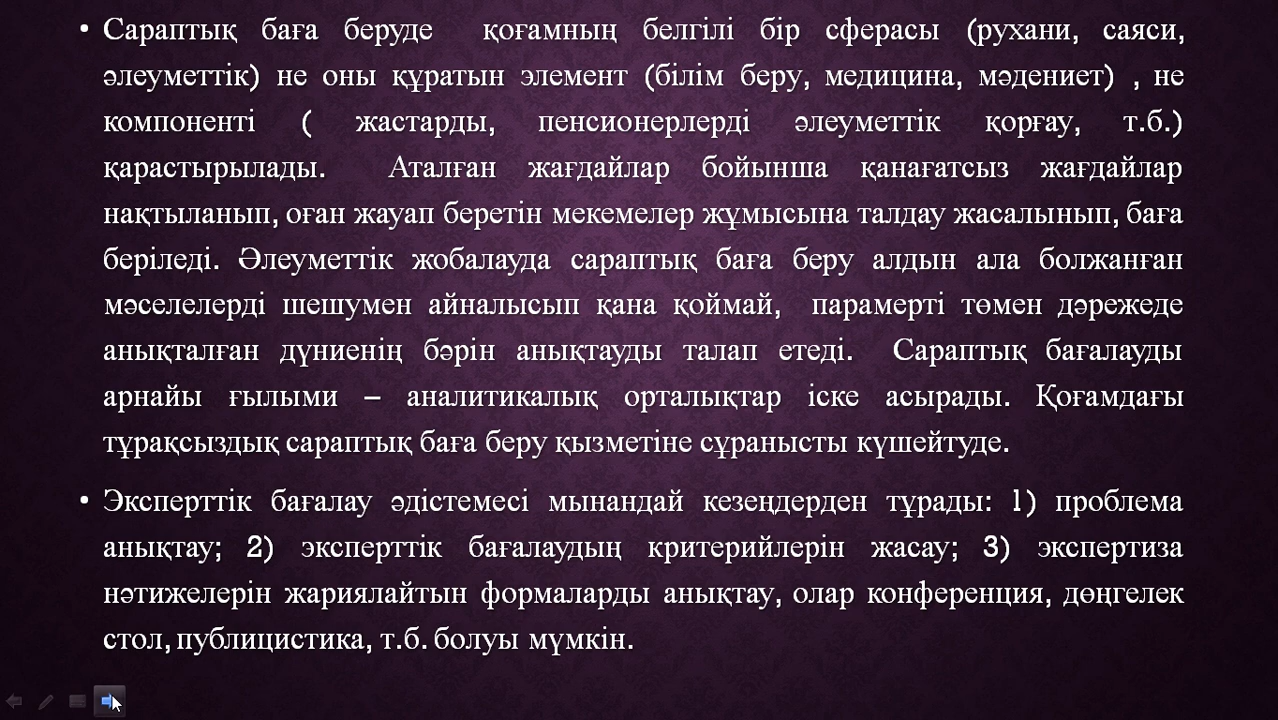 • Сараптық баға беруде қоғамның белгілі бір сферасы (рухани, саяси,
әлеуметтік) не оны құратын элемент (білім беру, медицина, мәдениет) , не
компоненті ( жастарды, пенсионерлерді әлеуметтік қорғау, т.б.)
қарастырылады. Аталған жағдайлар бойынша қанағатсыз жағдайлар
нақтыланып, оған жауап беретін мекемелер жұмысына талдау жасалынып, баға
беріледі. Әлеуметтік жобалауда сараптық баға беру алдын ала болжанған
мәселелерді шешумен айналысып қана қоймай, парамерті төмен дәрежеде
анықталған дүниенің бәрін анықтауды талап етеді. Сараптық бағалауды
арнайы ғылыми – аналитикалық орталықтар іске асырады. Қоғамдағы
тұрақсыздық сараптық баға беру қызметіне сұранысты күшейтуде.
• Эксперттік бағалау әдістемесі мынандай кезеңдерден тұрады: 1) проблема
анықтау; 2) эксперттік бағалаудың критерийлерін жасау; 3) экспертиза
нәтижелерін жариялайтын формаларды анықтау, олар конференция, дөңгелек
стол, публицистика, т.б. болуы мүмкін.